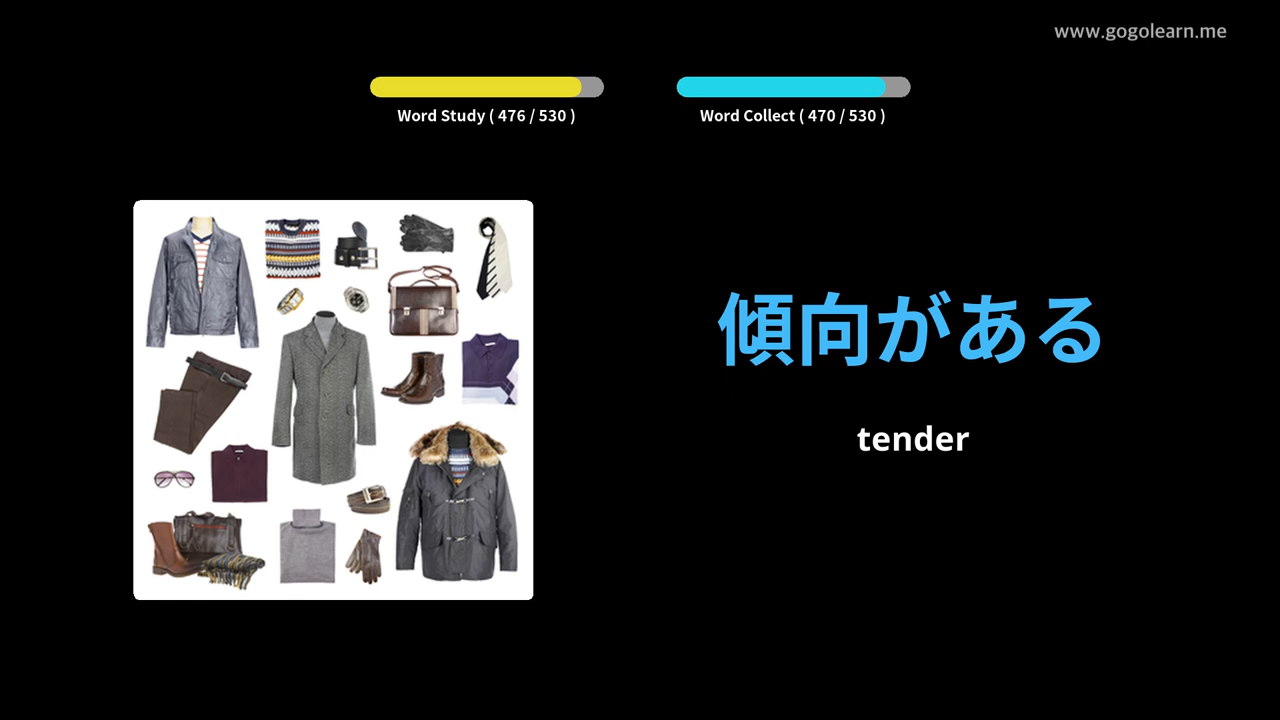 www.gogolearn.me
Word Study ( 476 / 530 )
Word Collect ( 470 / 530 )
傾向がある
tender